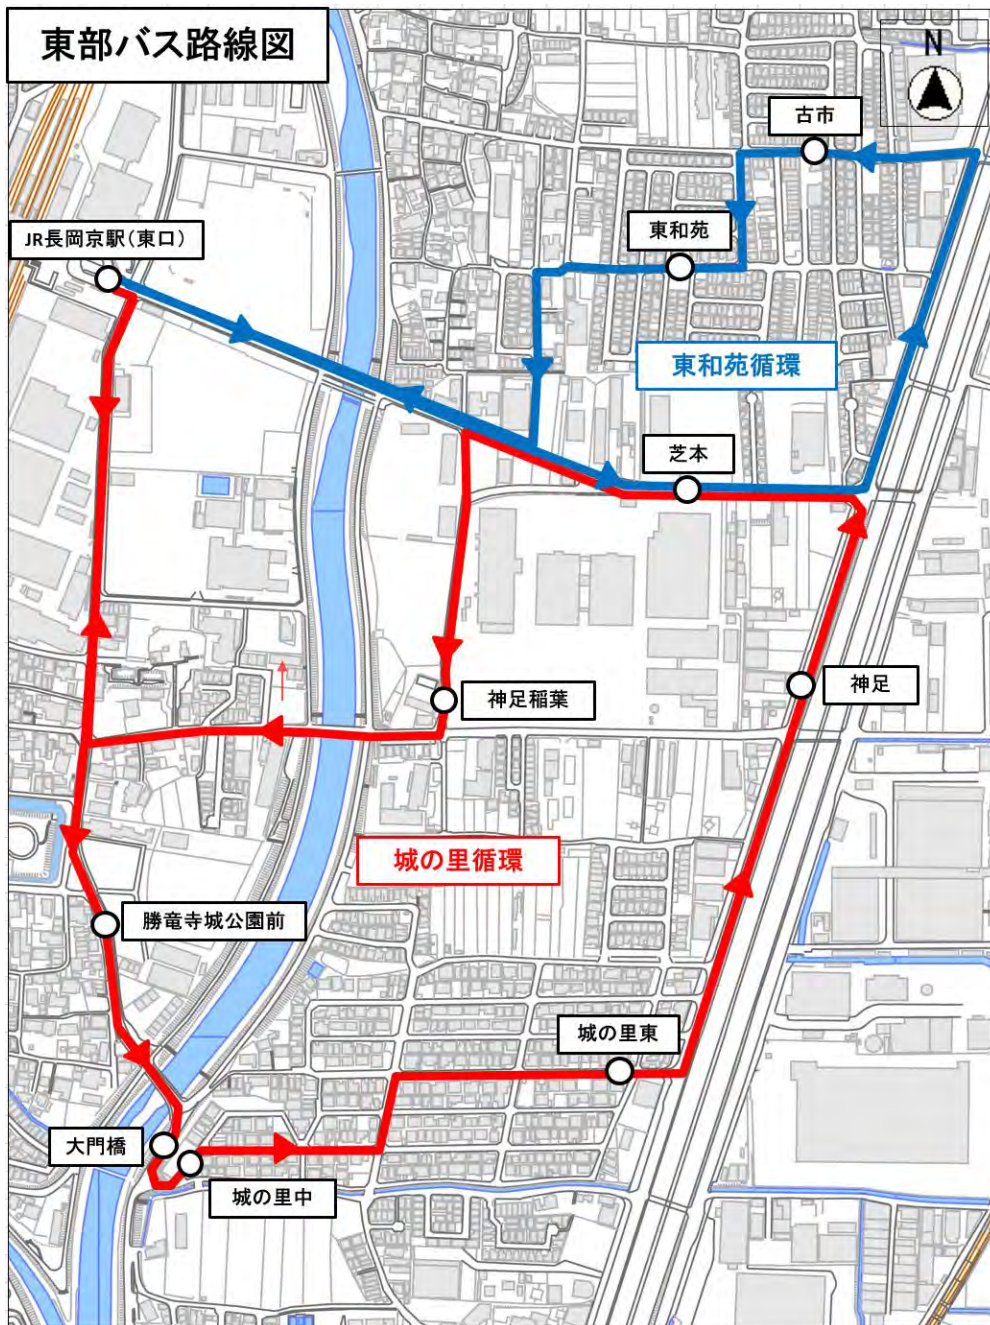 東部バス路線図
N
古市
東和苑
JR長岡京駅(東口)
東和苑循環
芝本
神足稲葉
神足
城の里循環
勝竜寺城公園前
城の里東
大門橋
城の里中